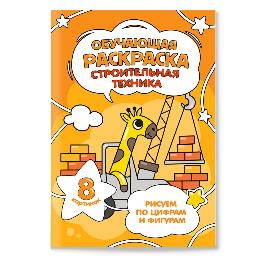 ОБУЧАЮЩАЯ
РАСКРАСКА
СТРОИТЕЛЬНАЯ
ТЕХНИКА
8
картинок
РИСУЕМ
ПО ЦИФРАМ
И ФИГУРАМ